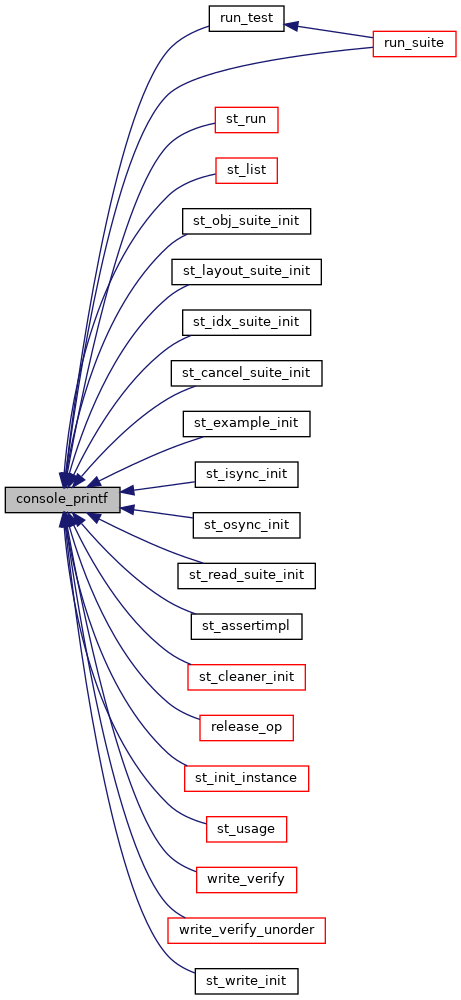 run_test
run_suite
st_run
st_list
st_obj_suite_init
st_layout_suite_init
st_idx_suite_init
st_cancel_suite_init
st_example_init
st_isync_init
console_printf
st_osync_init
st_read_suite_init
st_assertimpl
st_cleaner_init
release_op
st_init_instance
st_usage
write_verify
write_verify_unorder
st_write_init